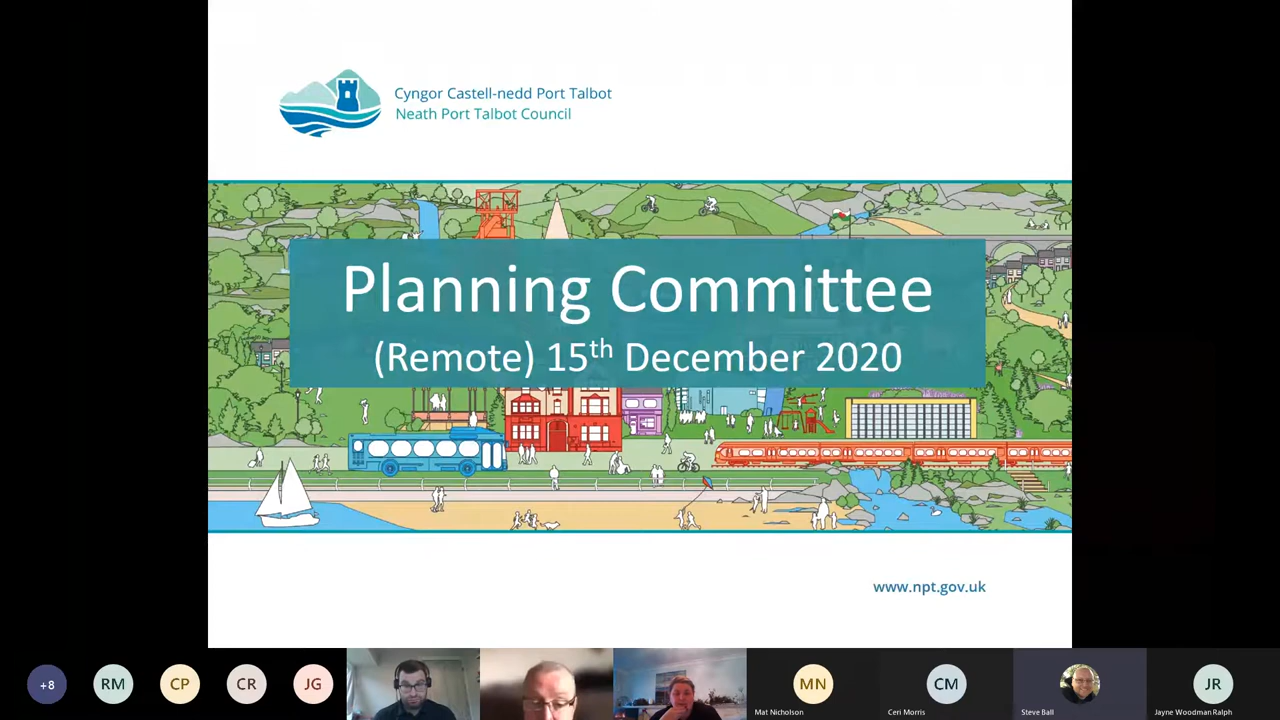 Cyngor Castell-nedd Port Talbot
Neath Port Talbot Council
Planning Committee
(Remote) 15th December 2020
www.npt.gov.uk
+8
RM
CP
CR
JG
MN
Mat Nicholson
CM
Ceri Morris
Steve Ball
JR
Jayne Woodman Ralph